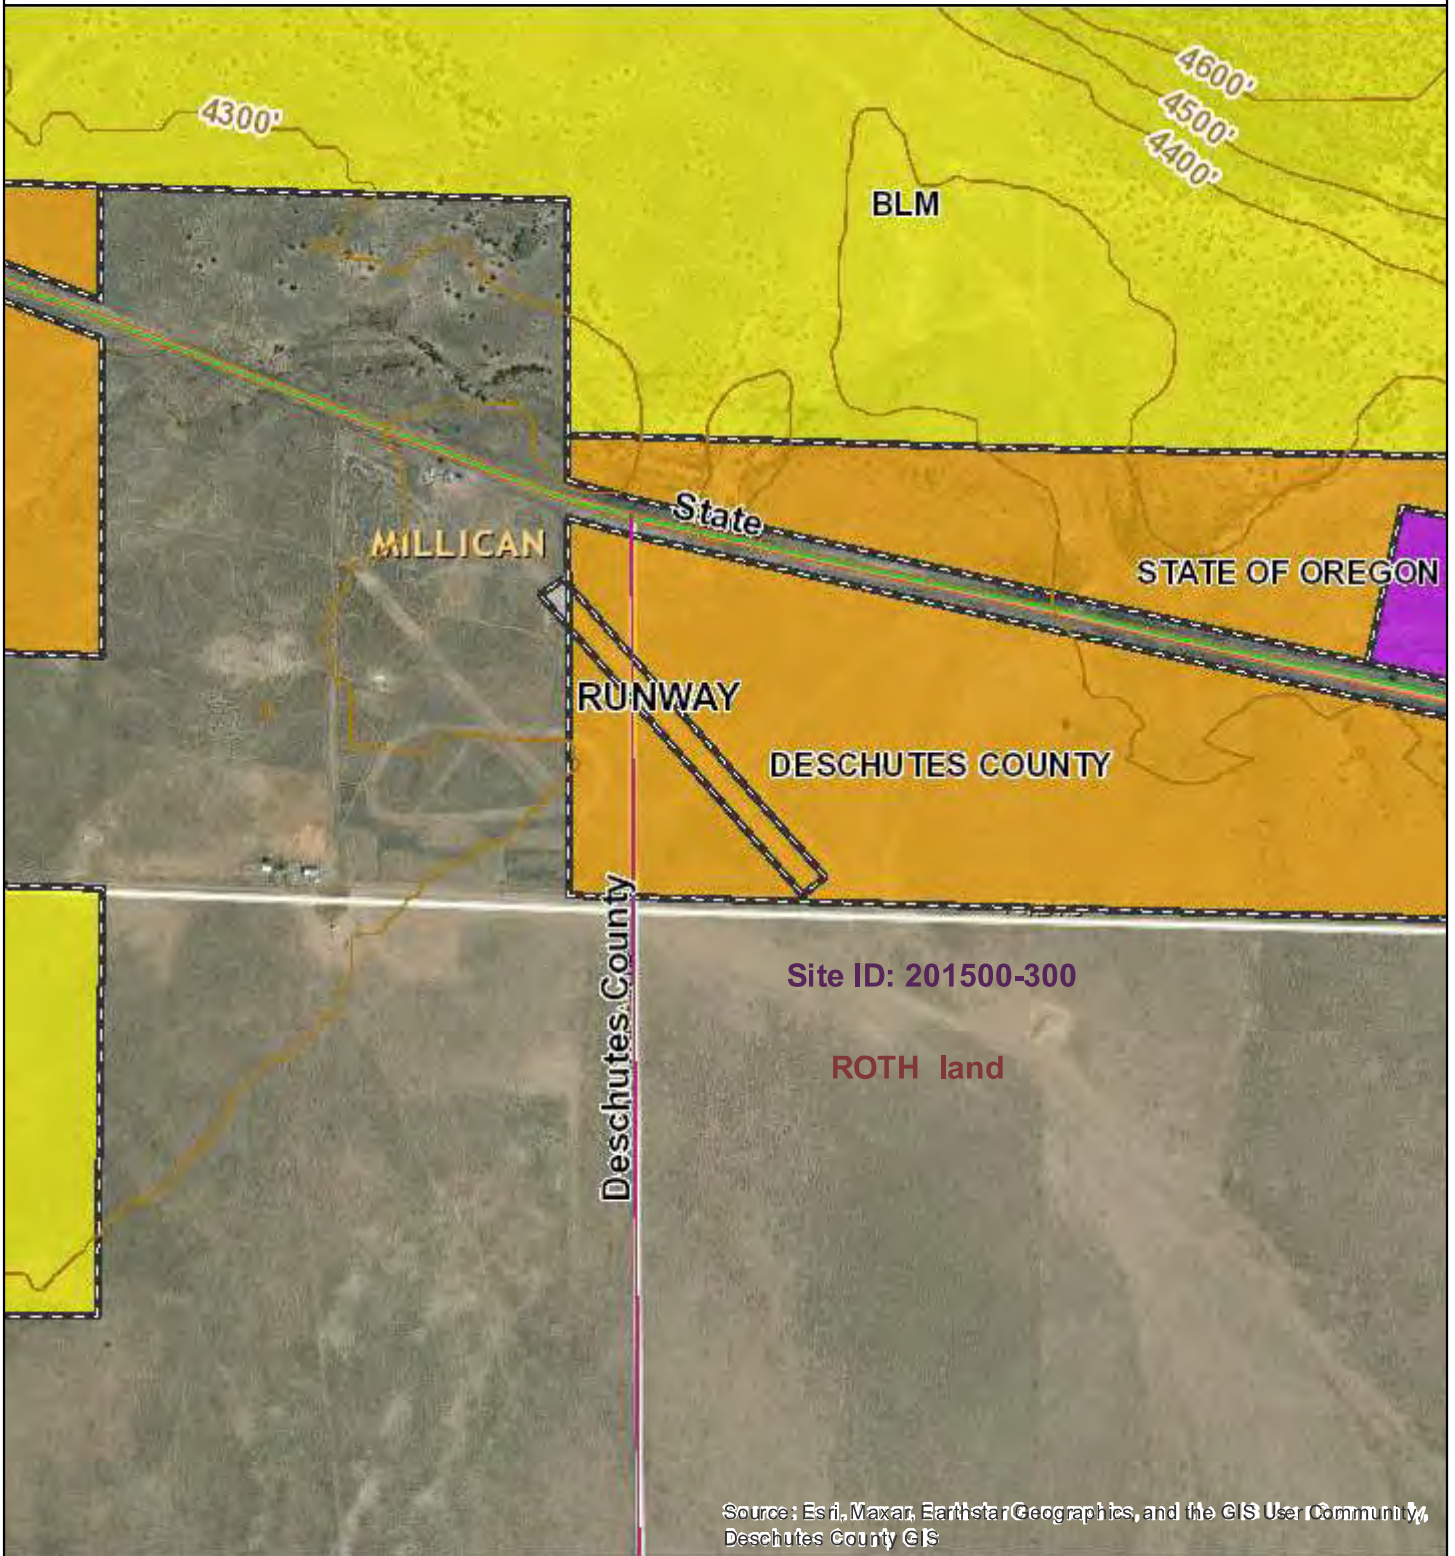 4600'
4500'
4400'
4300'
BLM
State
MILLICAN
STATE OF OREGON
RUNWAY
DESCHUTES COUNTY
Deschutes County
Site ID: 201500-300
ROTH land
Source: Esri, Maxar, Earthstar Geographics, and the GIS User Community,
Deschutes County GIS